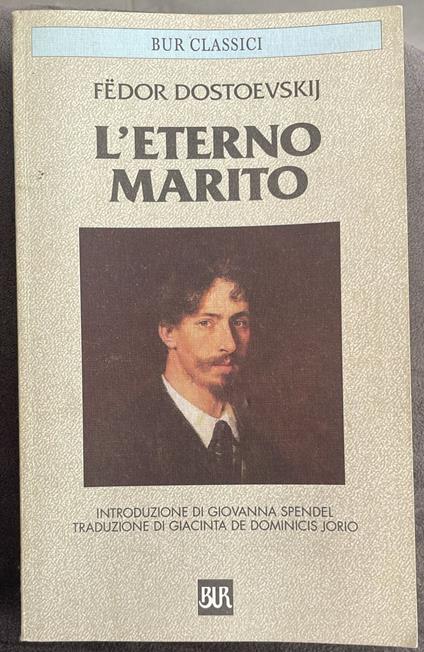 BUR CLASSICI
FËDOR DOSTOEVSKIJ
L'ETERNO
MARITO
INTRODUZIONE DI GIOVANNA SPENDEL
TRADUZIONE DI GIACINTA DE DOMINICIS JORIO
BUR